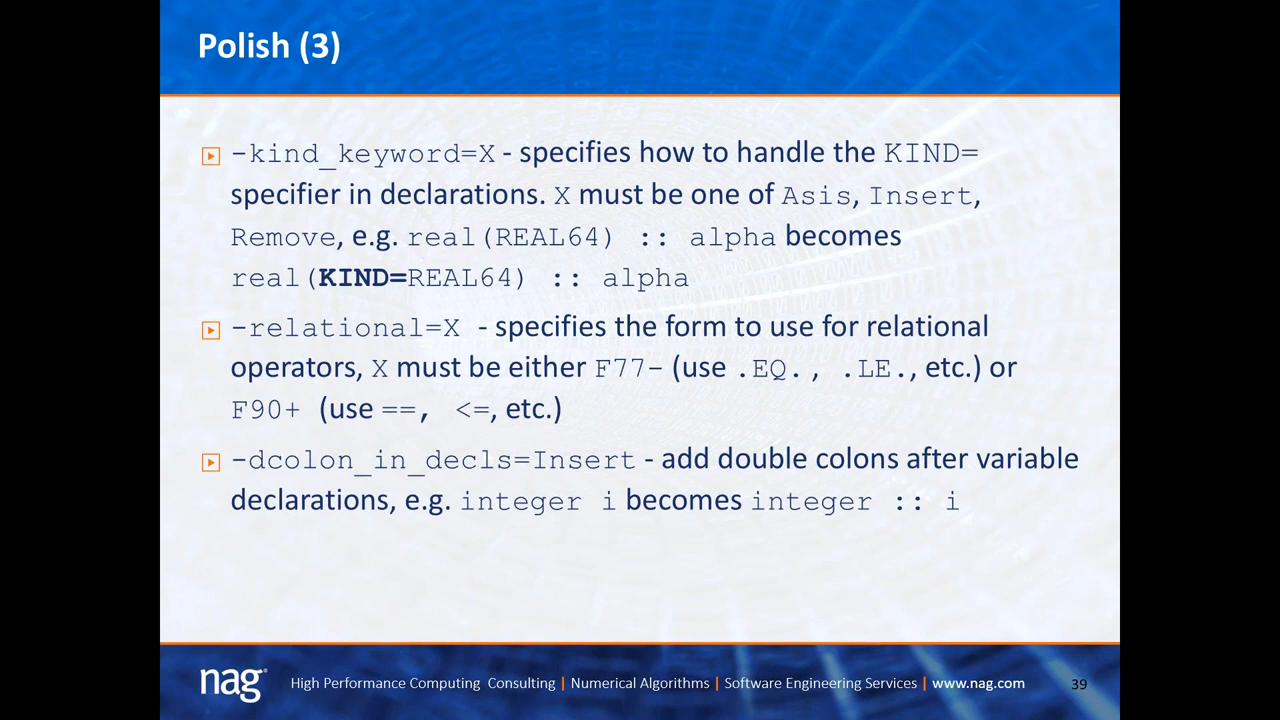 Polish (3)
-kind_keyword=X - specifies how to handle the KIND=
specifier in declarations. X must be one of Asis, Insert,
Remove, e.g. real(REAL64) :: alpha becomes
real(KIND=REAL64) :: alpha
-relational=X - specifies the form to use for relational
operators, X must be either F77- (use .EQ., .LE., etc.) or
F90+ (use ==, <=, etc.)
-dcolon_in_decls=Insert - add double colons after variable
declarations, e.g. integer i becomes integer :: i
nag®
High Performance Computing Consulting | Numerical Algorithms | Software Engineering Services | www.nag.com
39